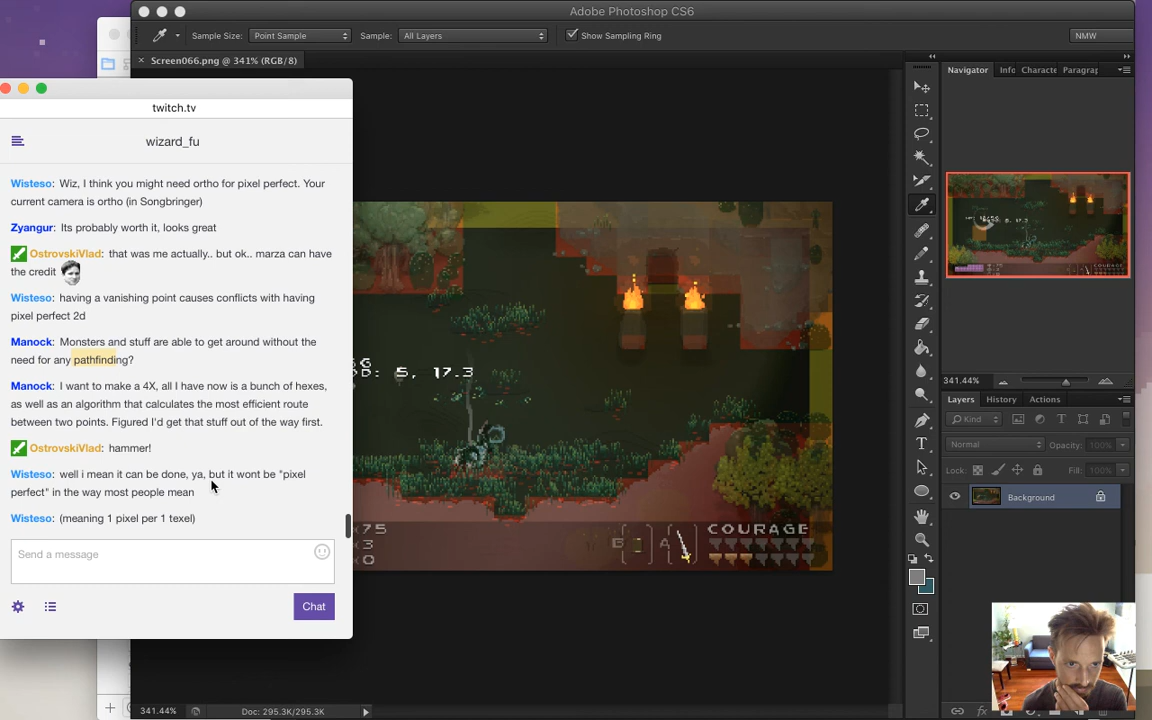 Adobe Photoshop CS6
Sample Size: Point Sample Sample: All Layers Show Sampling Ring NMW
× Screen066.png @ 341% (RGB/8)
Navigator Info Characte Paragrap
twitch.tv
wizard_fu
Wisteso: Wiz, I think you might need ortho for pixel perfect. Your
current camera is ortho (in Songbringer)
Zyangur: Its probably worth it, looks great
OstrovskiVlad: that was me actually.. but ok.. marza can have
the credit
Wisteso: having a vanishing point causes conflicts with having
pixel perfect 2d
Manock: Monsters and stuff are able to get around without the
need for any pathfinding?
Manock: I want to make a 4X, all I have now is a bunch of hexes,
as well as an algorithm that calculates the most efficient route
between two points. Figured I'd get that stuff out of the way first.
OstrovskiVlad: hammer!
Wisteso: well i mean it can be done, ya, but it wont be "pixel
perfect" in the way most people mean
Wisteso: (meaning 1 pixel per 1 texel)
Send a message
Chat
5, 17.3
75
x3
x0
B A COURAGE
341.44%
Layers History Actions
Kind
Normal Opacity: 100%
Lock: Fill: 100%
Background
341.44% Doc: 295.3K/295.3K